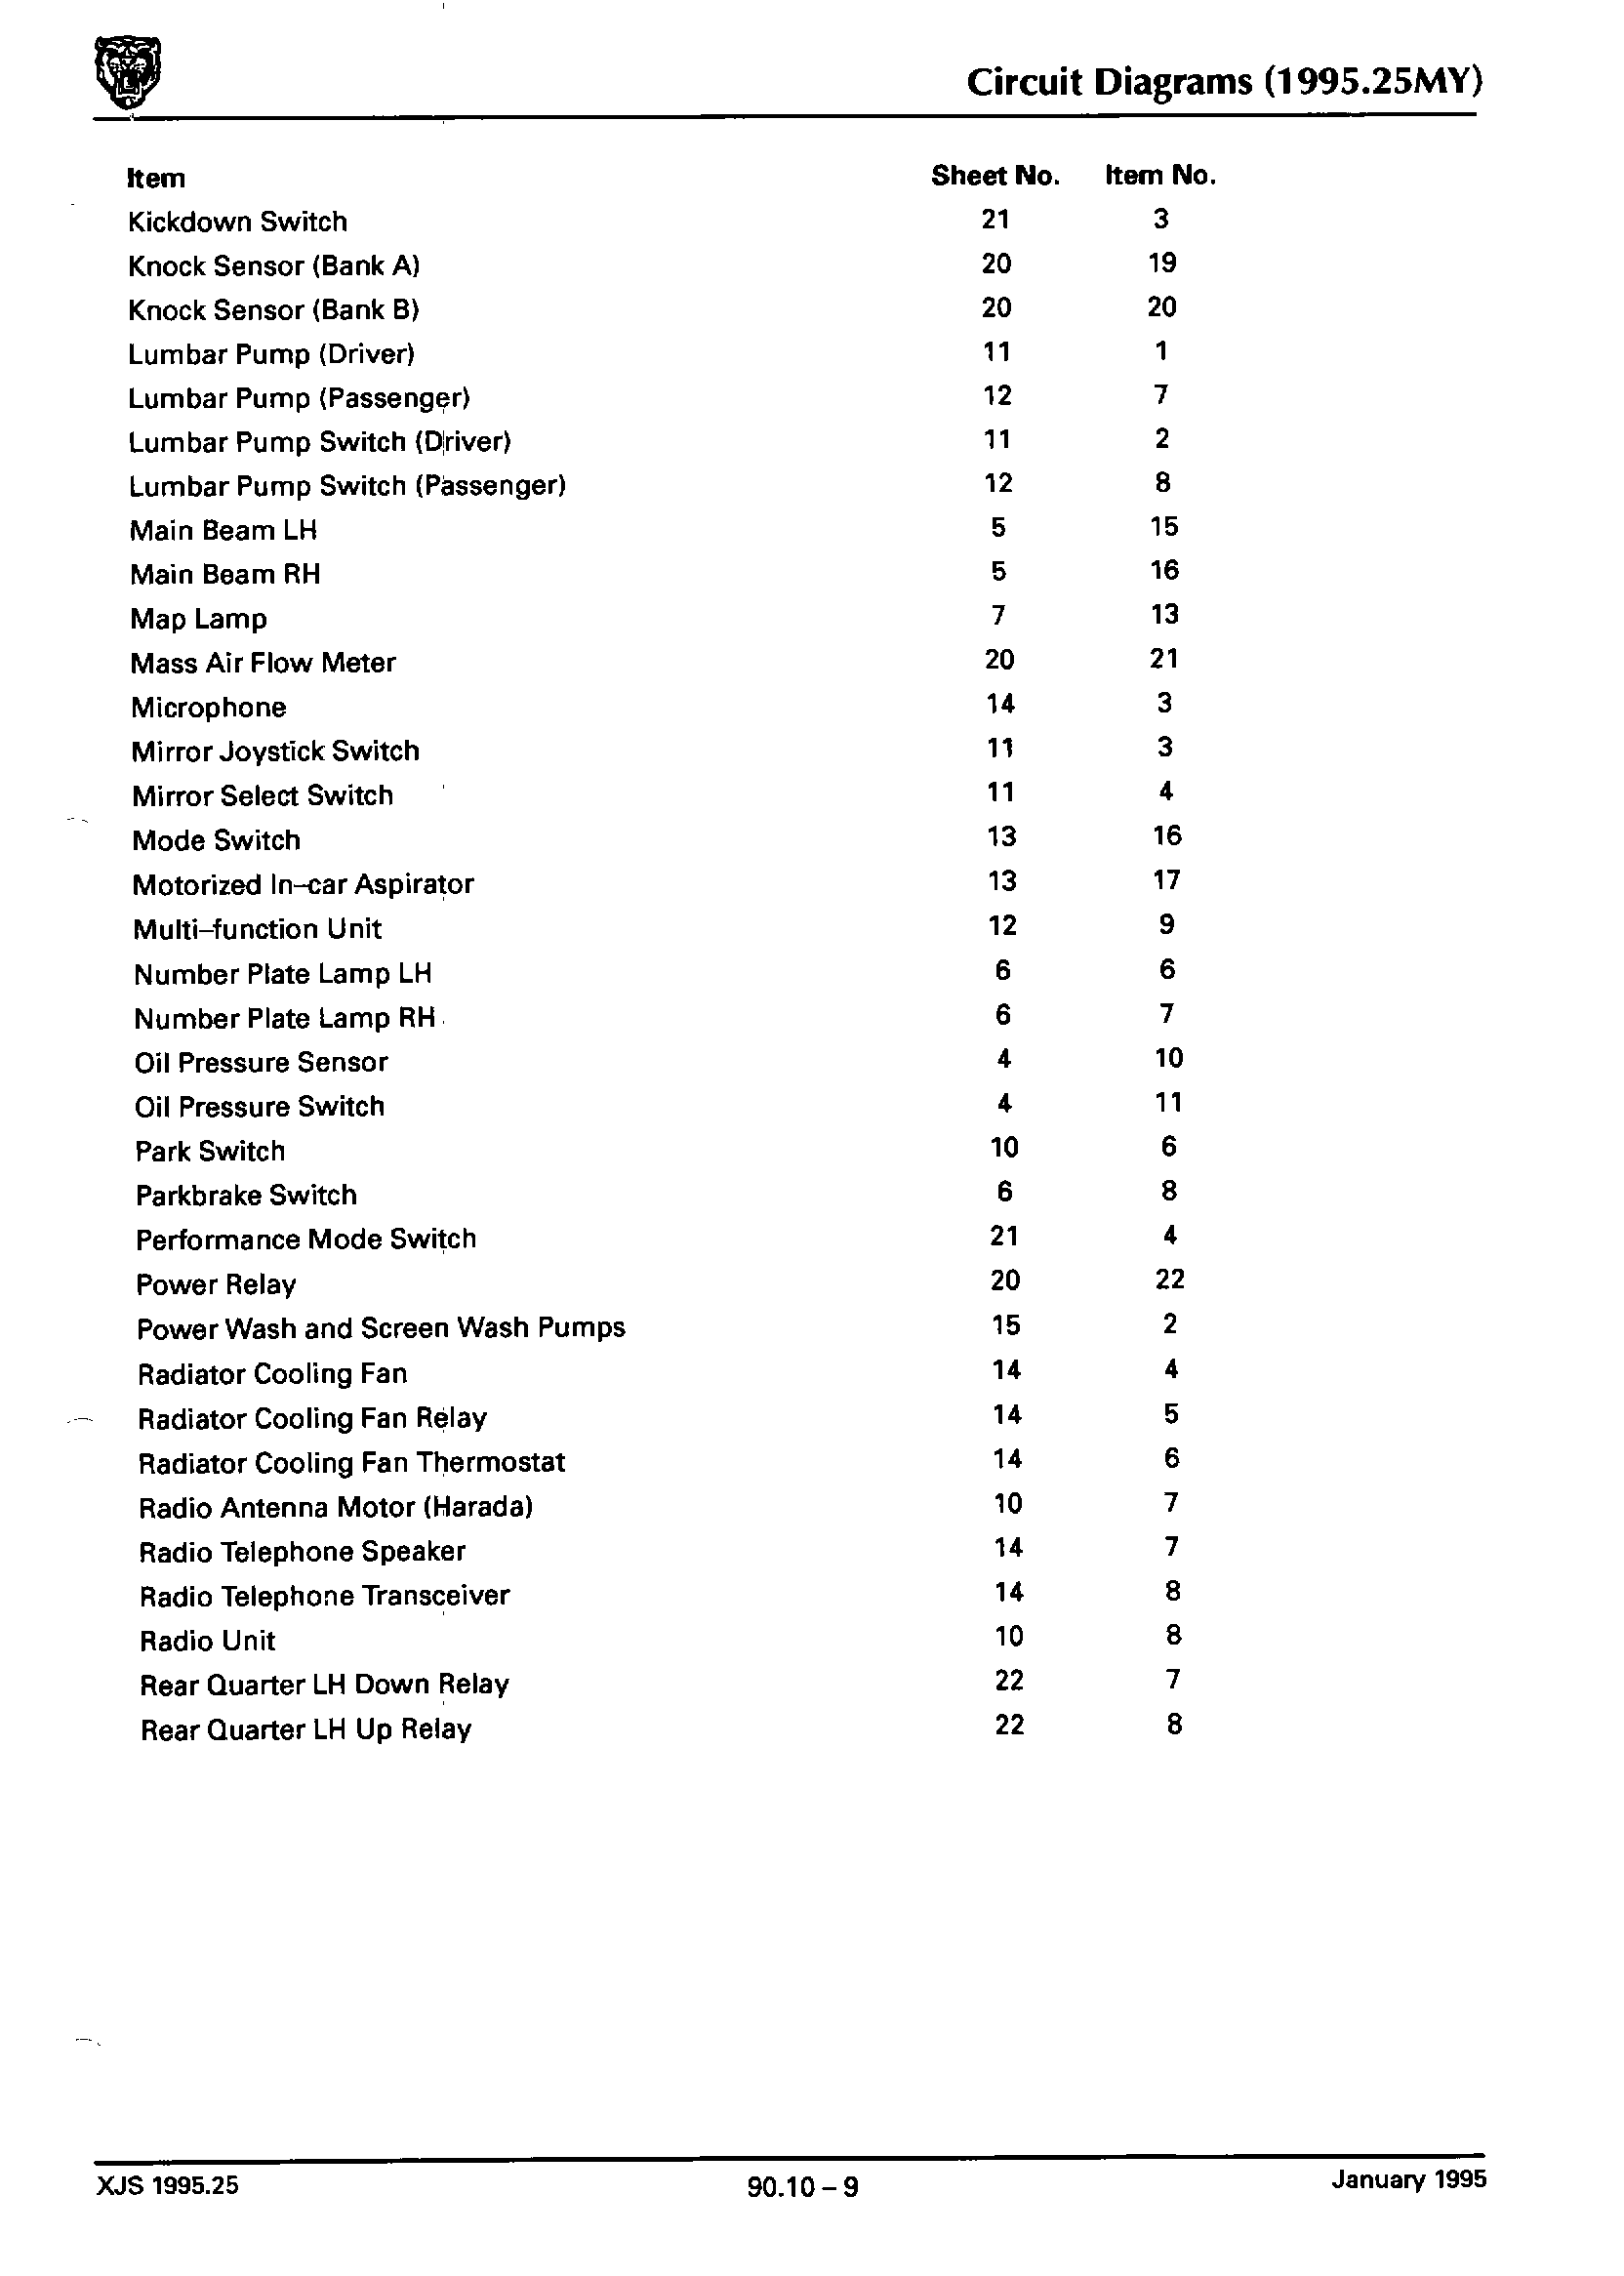 Circuit Diagrams (1995.25MY)
Item Sheet No. Item No.
Kickdown Switch 21 3
Knock Sensor (Bank A) 20 19
Knock Sensor (Bank B) 20 20
Lumbar Pump (Driver) 11 1
Lumbar Pump (Passenger) 12 7
Lumbar Pump Switch (Driver) 11 2
Lumbar Pump Switch (Passenger) 12 8
Main Beam LH 5 15
Main Beam RH 5 16
Map Lamp 7 13
Mass Air Flow Meter 20 21
Microphone 14 3
Mirror Joystick Switch 11 3
Mirror Select Switch 11 4
Mode Switch 13 16
Motorized In–car Aspirator 13 17
Multi–function Unit 12 9
Number Plate Lamp LH 6 6
Number Plate Lamp RH 6 7
Oil Pressure Sensor 4 10
Oil Pressure Switch 4 11
Park Switch 10 6
Parkbrake Switch 6 8
Performance Mode Switch 21 4
Power Relay 20 22
Power Wash and Screen Wash Pumps 15 2
Radiator Cooling Fan 14 4
Radiator Cooling Fan Relay 14 5
Radiator Cooling Fan Thermostat 14 6
Radio Antenna Motor (Harada) 10 7
Radio Telephone Speaker 14 7
Radio Telephone Transceiver 14 8
Radio Unit 10 8
Rear Quarter LH Down Relay 22 7
Rear Quarter LH Up Relay 22 8
XJS 1995.25 90.10 – 9 January 1995